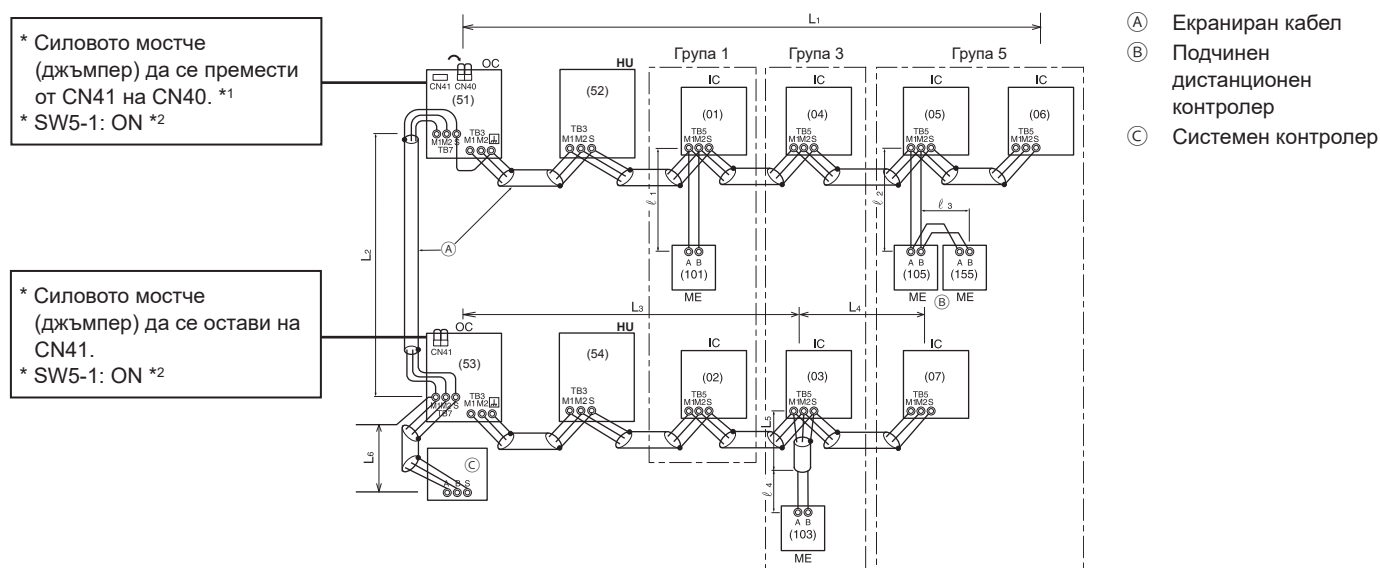 * Силовото мостче
(джъмпер) да се премести
от CN41 на CN40. *1
* SW5-1: ON *2
* Силовото мостче
(джъмпер) да се остави на
CN41.
* SW5-1: ON *2
L1
Група 1
Група 3
Група 5
OC
HU
IC
IC
IC
IC
CN41 CN40
(51)
(52)
(01)
(04)
(05)
(06)
TB3
M1M2
M1M2 S
TB7
TB3
M1M2S
TB5
M1M2S
TB5
M1M2S
TB5
M1M2S
TB5
M1M2S
L2
Ⓐ
ℓ1
ℓ2
ℓ3
A B
(101)
ME
A B
(105)
ME
Ⓑ
A B
(155)
ME
L3
L4
OC
HU
IC
IC
IC
CN41
(53)
(54)
(02)
(03)
(07)
TB3
M1M2
M1M2 S
TB7
TB3
M1M2S
TB5
M1M2S
TB5
M1M2S
TB5
M1M2S
L5
L6
Ⓒ
A B S
ℓ4
A B
(103)
ME
Ⓐ Екраниран кабел
Ⓑ Подчинен
дистанционен
контролер
Ⓒ Системен контролер